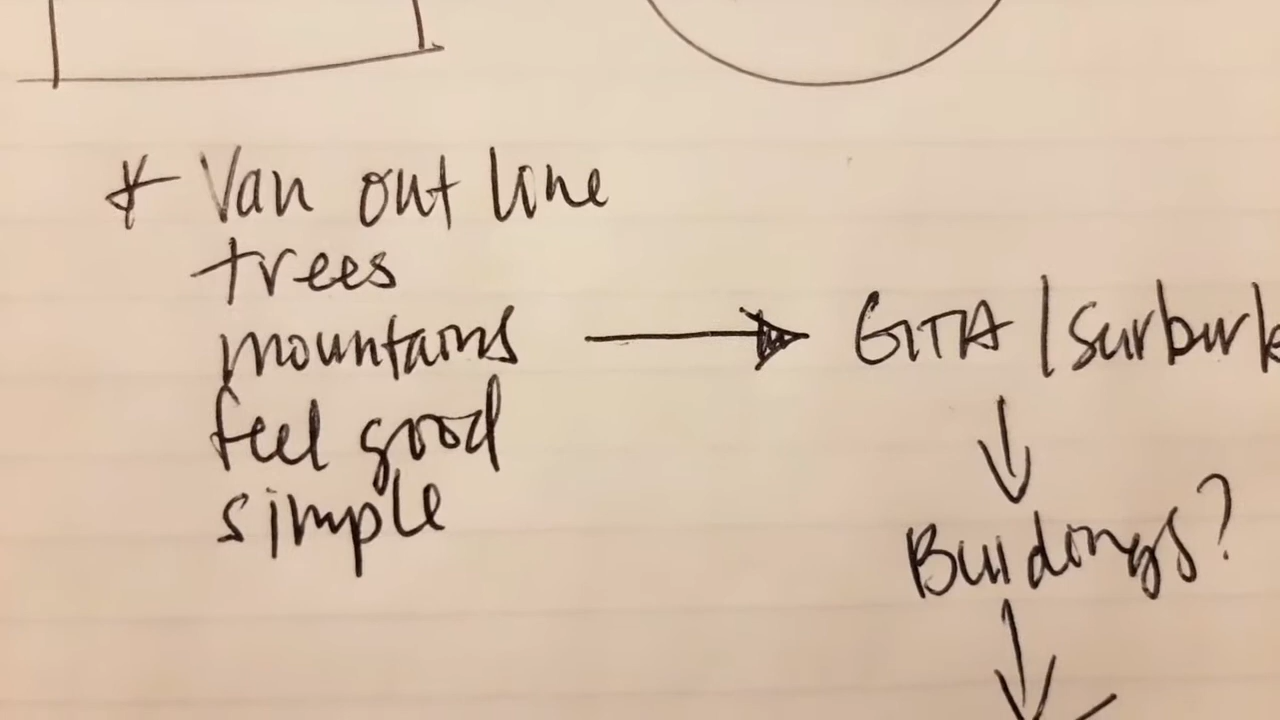 * Van out line
trees
mountains
feel good
simple
GTA | Surburb
Buildings?